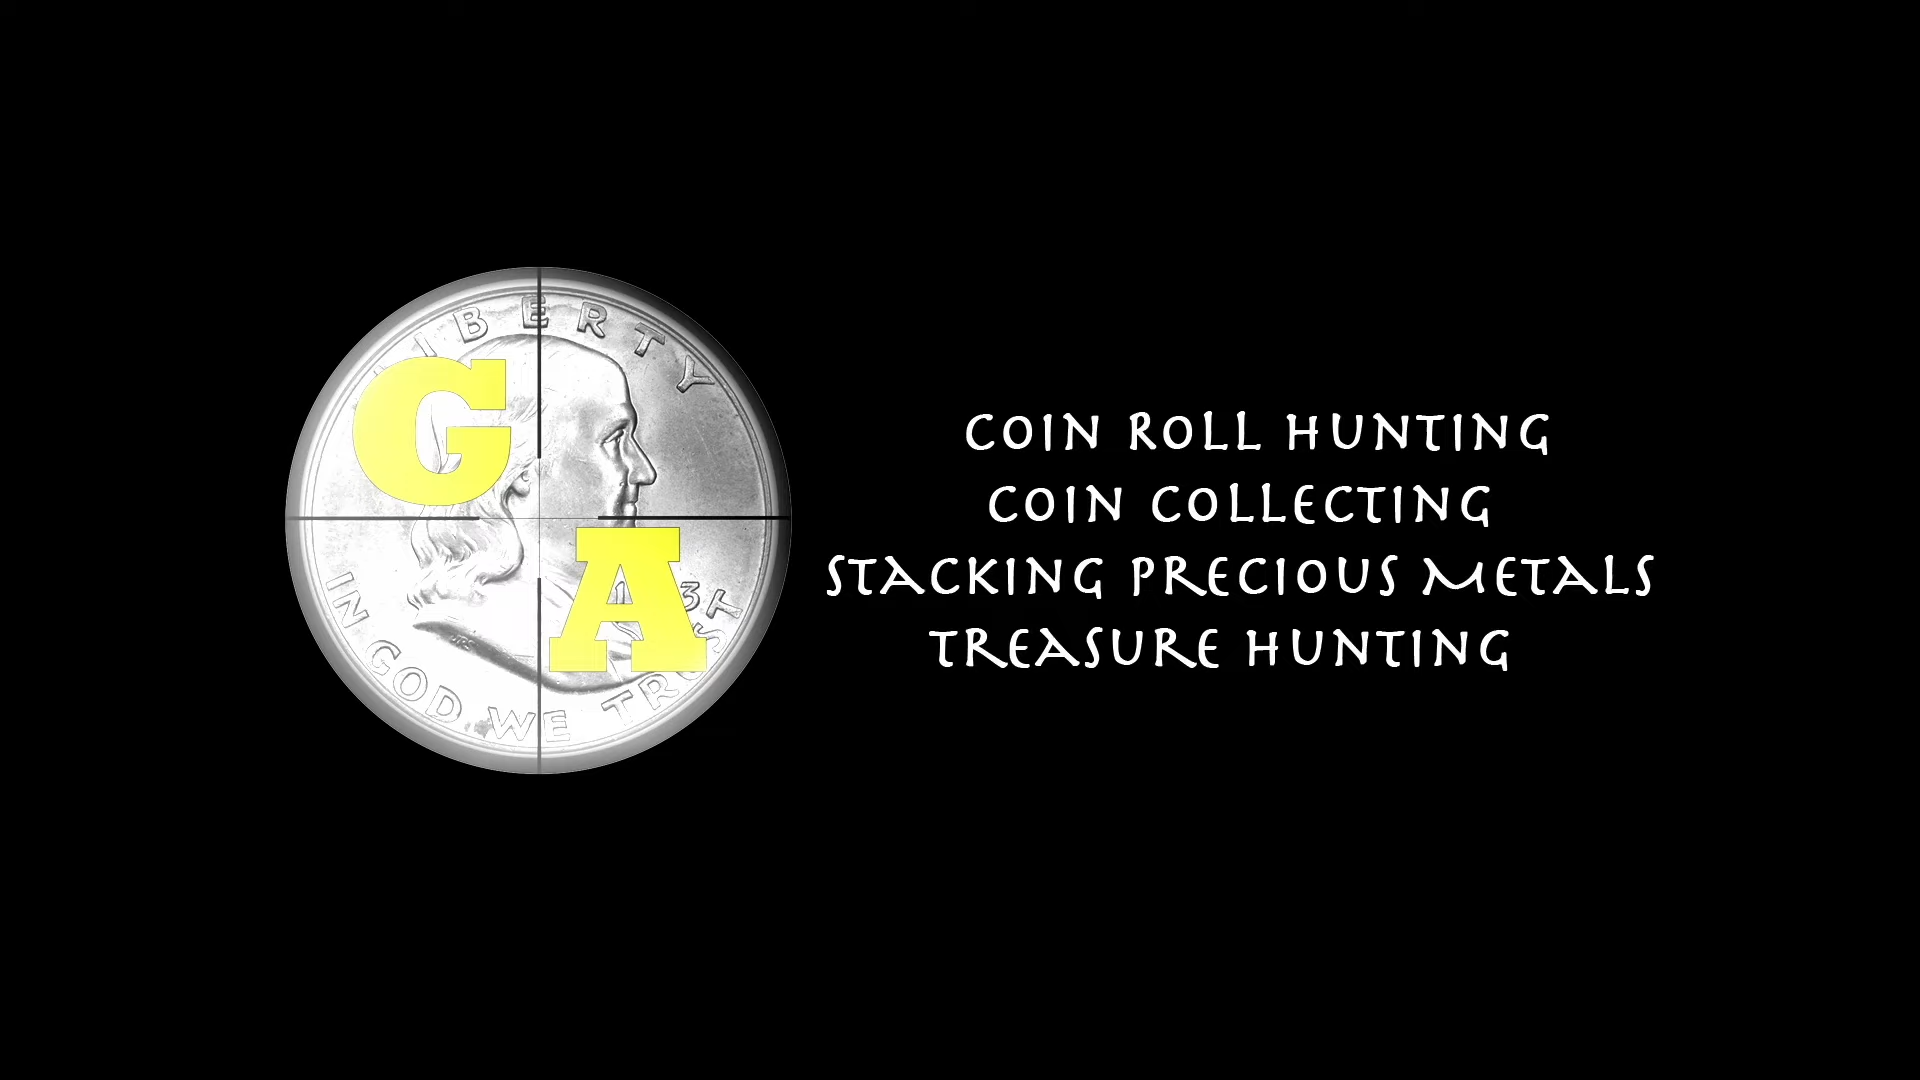 LIBERTY
G
A
IN GOD WE TRUST
COIN ROLL HUNTING
COIN COLLECTING
STACKING PRECIOUS METALS
TREASURE HUNTING